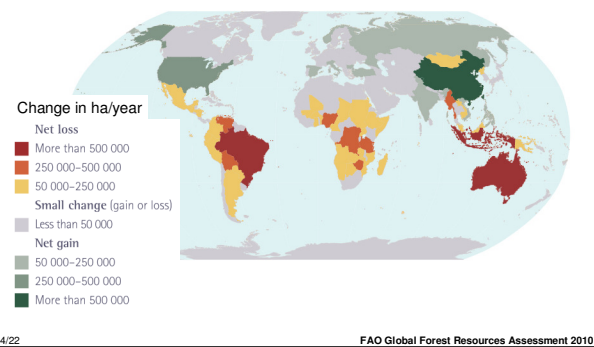 Change in ha/year
Net loss
More than 500 000
250 000–500 000
50 000–250 000
Small change (gain or loss)
Less than 50 000
Net gain
50 000–250 000
250 000–500 000
More than 500 000
4/22 FAO Global Forest Resources Assessment 2010